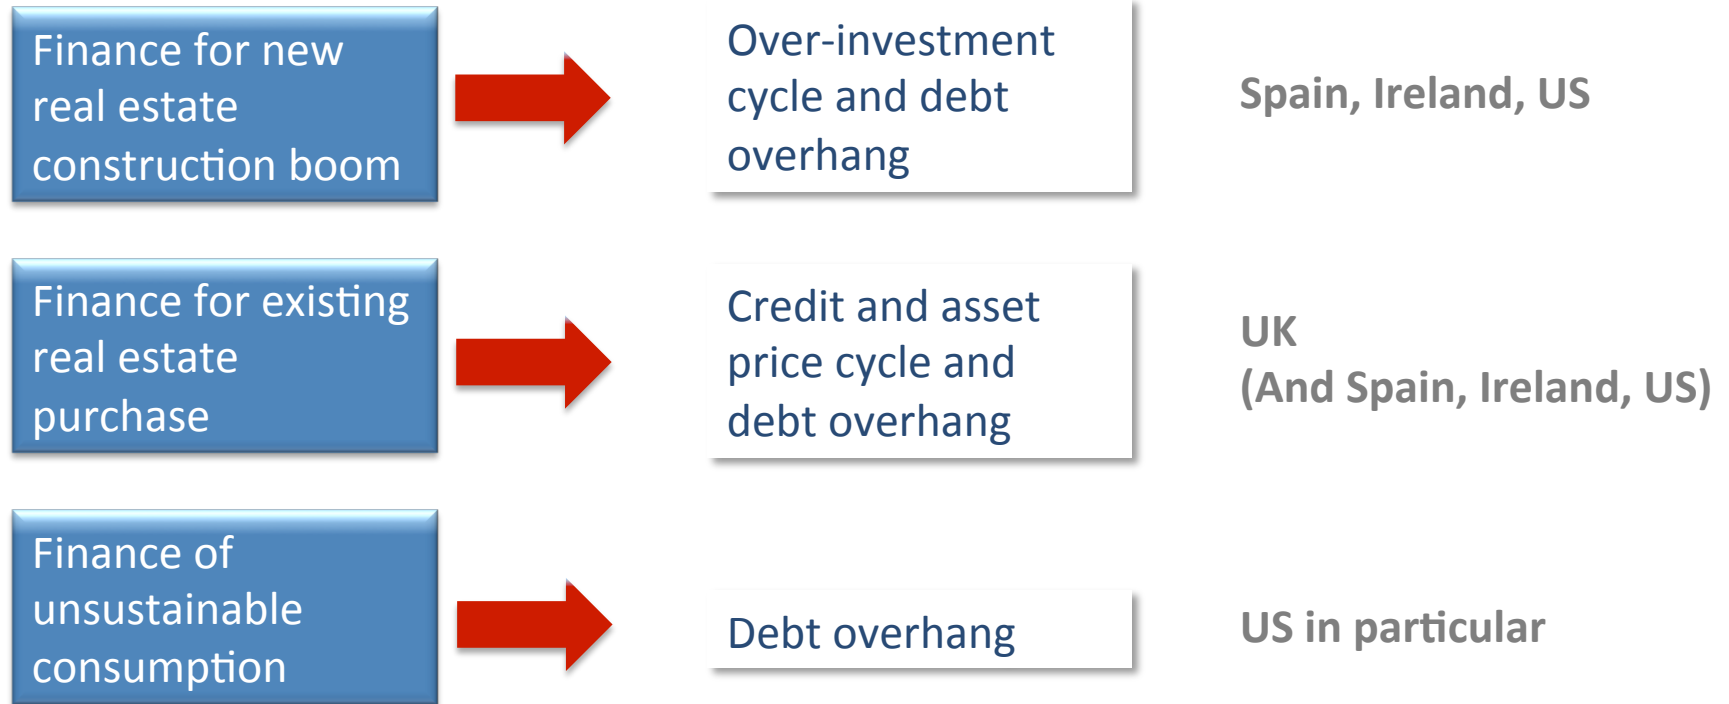 Finance for new
real estate
construction boom
Over-investment
cycle and debt
overhang
Spain, Ireland, US
Finance for existing
real estate
purchase
Credit and asset
price cycle and
debt overhang
UK
(And Spain, Ireland, US)
Finance of
unsustainable
consumption
Debt overhang
US in particular